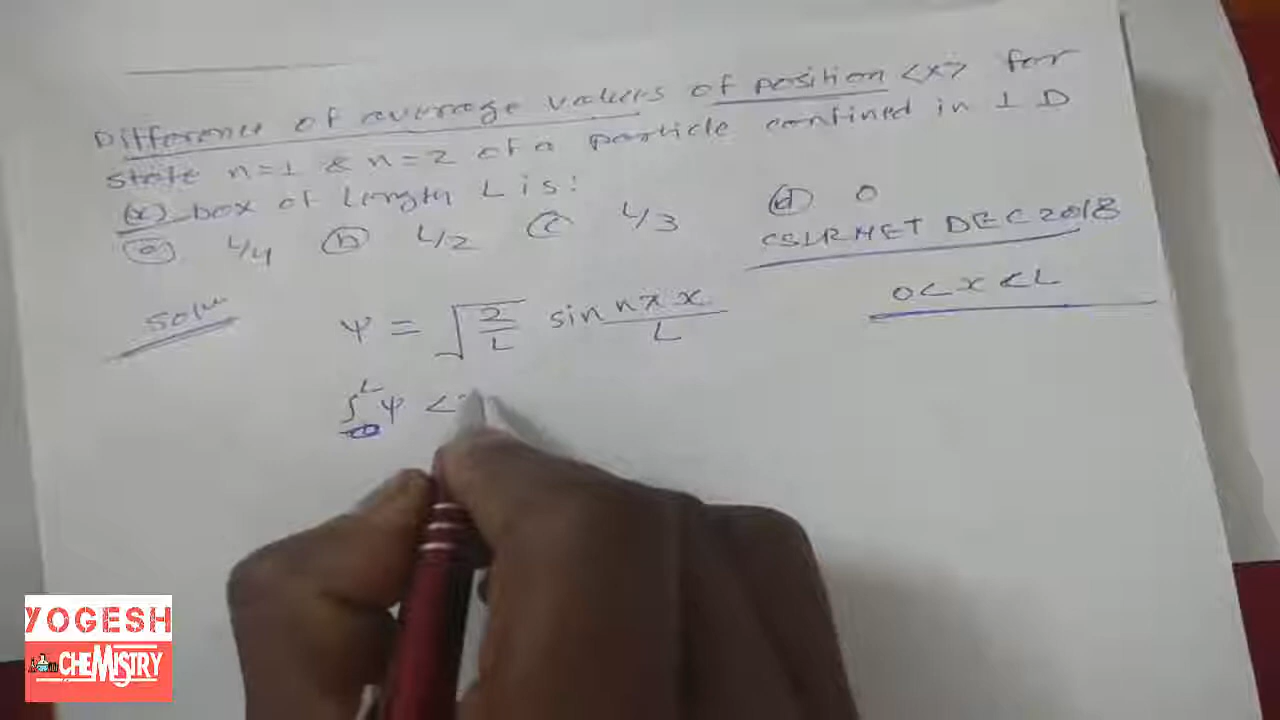 Difference of average values of position <x> for
state n=1 & n=2 of a particle confined in 1 D
(x) box of length L is:
(a) L/4 (b) L/2 (c) L/3 (d) 0
CSIR NET DEC 2018
Soln
ψ = √(2/L) sin nπx/L
0<x<L
∫₀ᴸ ψ <
YOGESH
CHEMISTRY